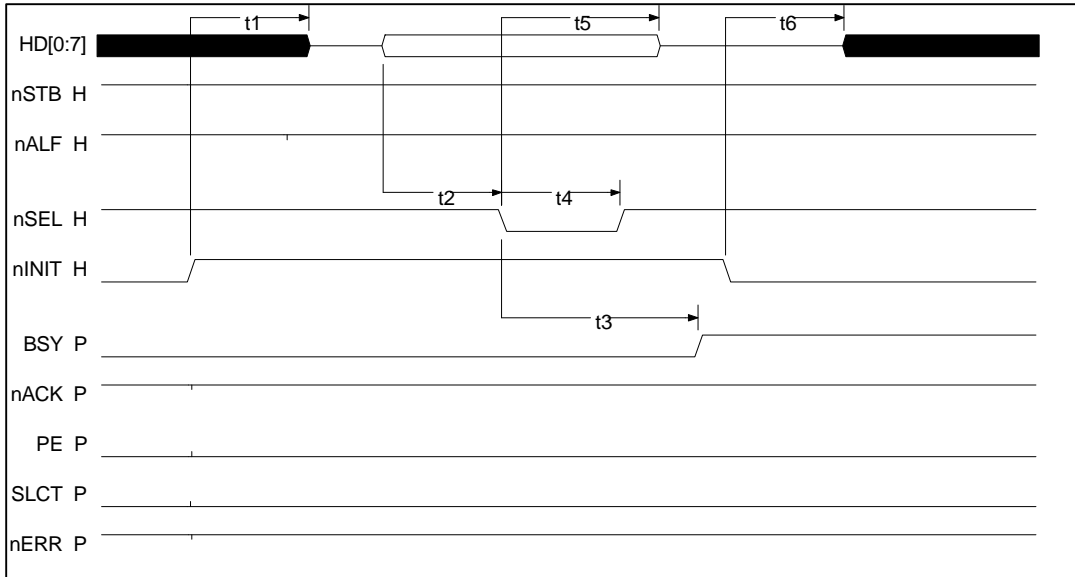 t1
t5
t6
HD[0:7]
nSTB H
nALF H
t2
t4
nSEL H
nINIT H
t3
BSY P
nACK P
PE P
SLCT P
nERR P